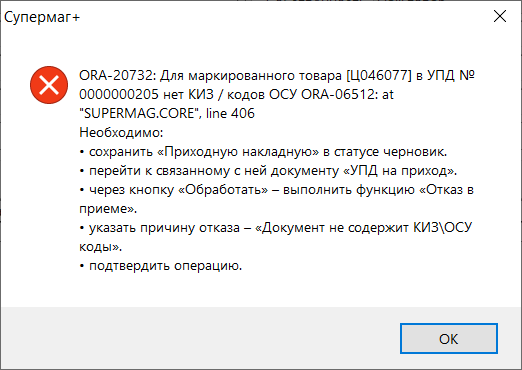 Супермаг+
ORA-20732: Для маркированного товара [Ц046077] в УПД №
0000000205 нет КИЗ / кодов ОСУ ORA-06512: at
"SUPERMAG.CORE", line 406
Необходимо:
• сохранить «Приходную накладную» в статусе черновик.
• перейти к связанному с ней документу «УПД на приход».
• через кнопку «Обработать» – выполнить функцию «Отказ в
приеме».
• указать причину отказа – «Документ не содержит КИЗ\ОСУ
коды».
• подтвердить операцию.
OK